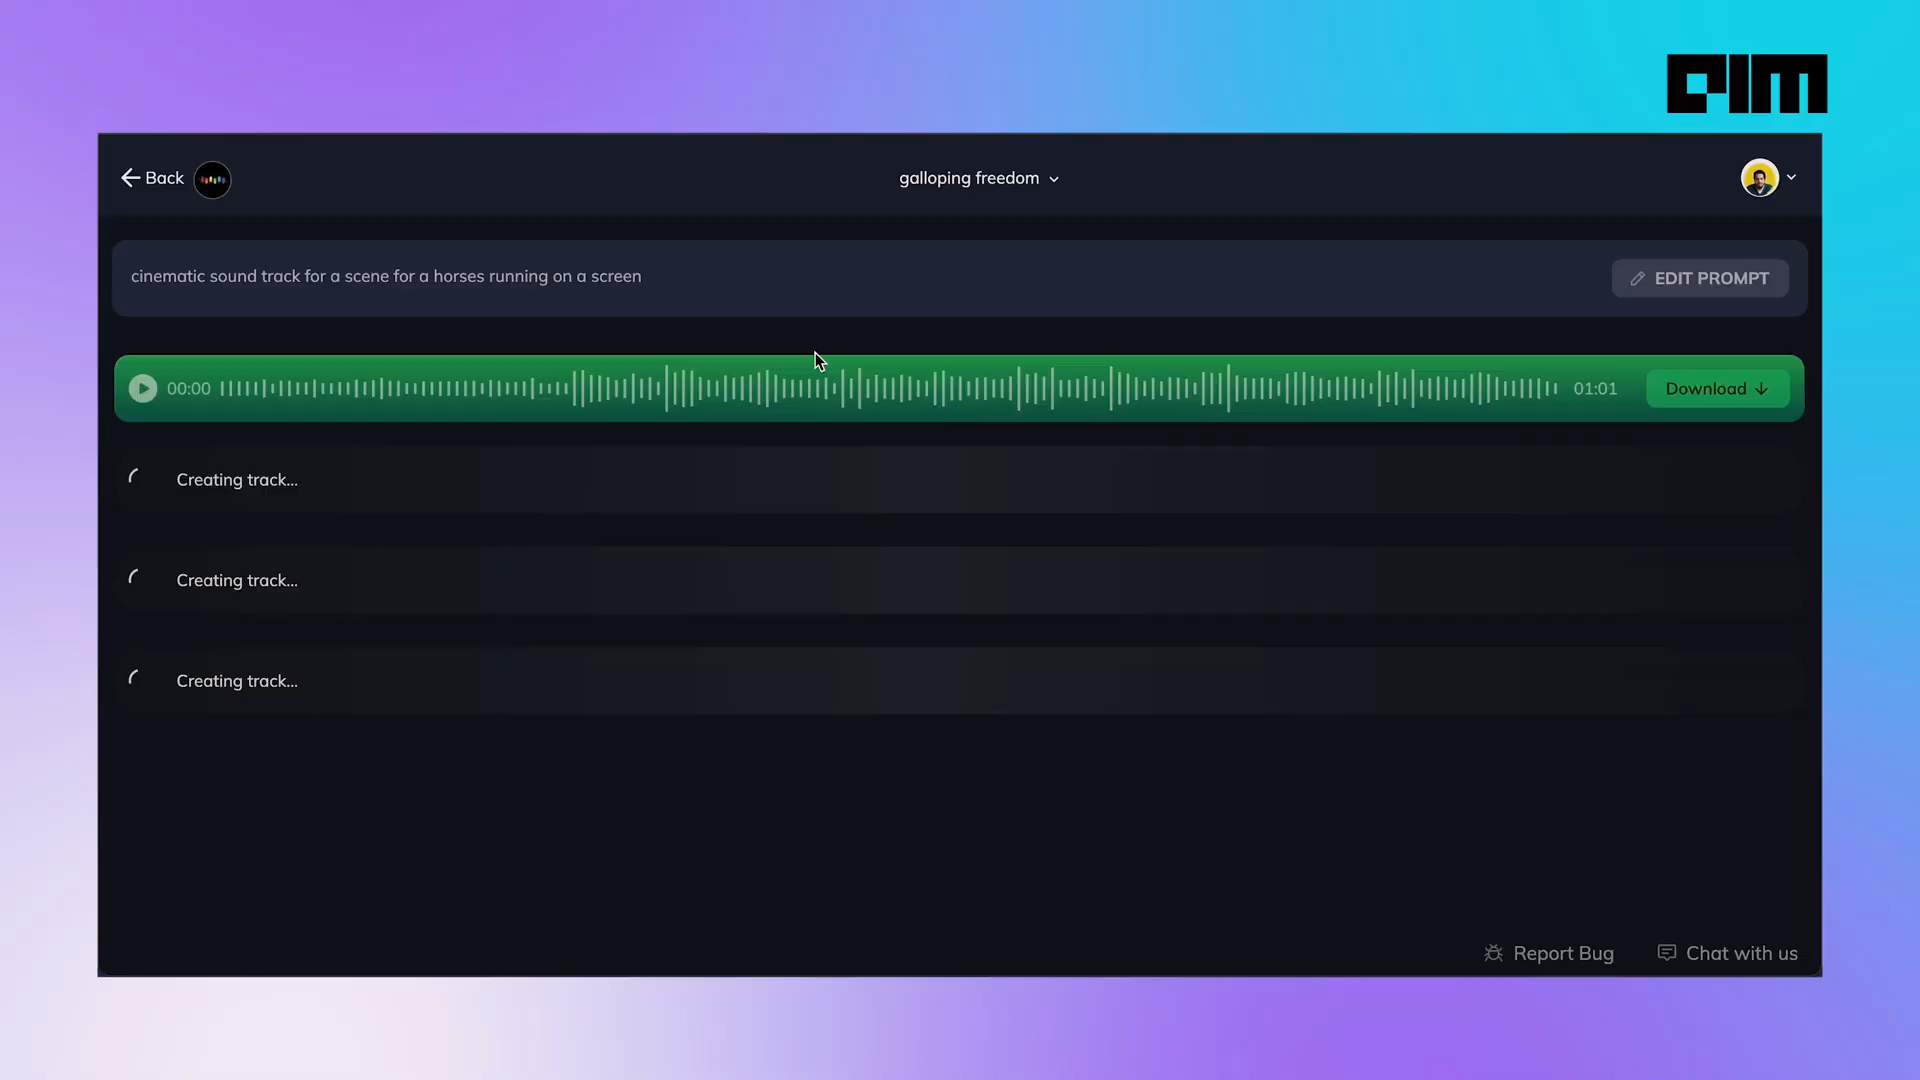 AIM
Back
galloping freedom
cinematic sound track for a scene for a horses running on a screen
EDIT PROMPT
00:00
01:01
Download
Creating track...
Creating track...
Creating track...
Report Bug
Chat with us